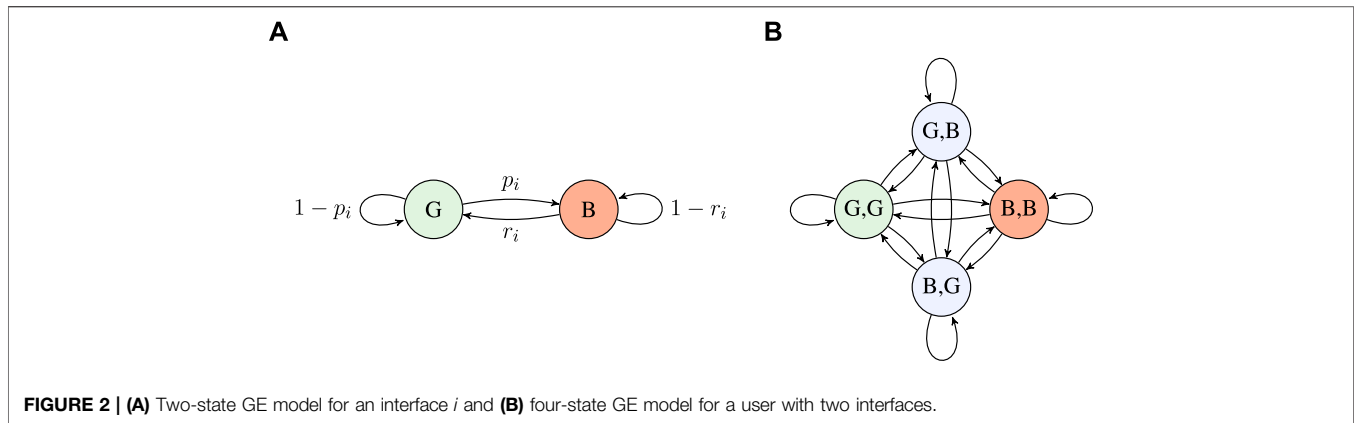 A
B
1 − p_i
G
p_i
r_i
B
1 − r_i
G,B
G,G
B,B
B,G
FIGURE 2 | (A) Two-state GE model for an interface i and (B) four-state GE model for a user with two interfaces.